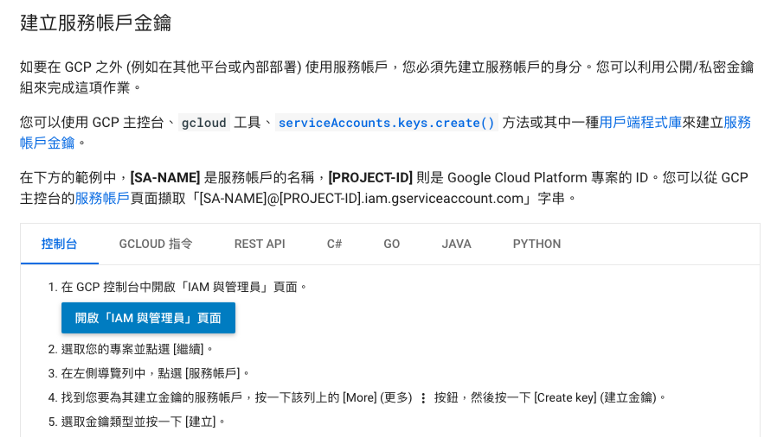 建立服務帳戶金鑰
如要在 GCP 之外 (例如在其他平台或內部部署) 使用服務帳戶，您必須先建立服務帳戶的身分。您可以利用公開/私密金鑰
組來完成這項作業。
您可以使用 GCP 主控台、gcloud 工具、serviceAccounts.keys.create() 方法或其中一種用戶端程式庫來建立服務
帳戶金鑰。
在下方的範例中，[SA-NAME] 是服務帳戶的名稱，[PROJECT-ID] 則是 Google Cloud Platform 專案的 ID。您可以從 GCP
主控台的服務帳戶頁面擷取「[SA-NAME]@[PROJECT-ID].iam.gserviceaccount.com」字串。
控制台 GCLOUD 指令 REST API C# GO JAVA PYTHON
1. 在 GCP 控制台中開啟「IAM 與管理員」頁面。
開啟「IAM 與管理員」頁面
2. 選取您的專案並點選 [繼續]。
3. 在左側導覽列中，點選 [服務帳戶]。
4. 找到您要為其建立金鑰的服務帳戶，按一下該列上的 [More] (更多) ⋮ 按鈕，然後按一下 [Create key] (建立金鑰)。
5. 選取金鑰類型並按一下 [建立]。